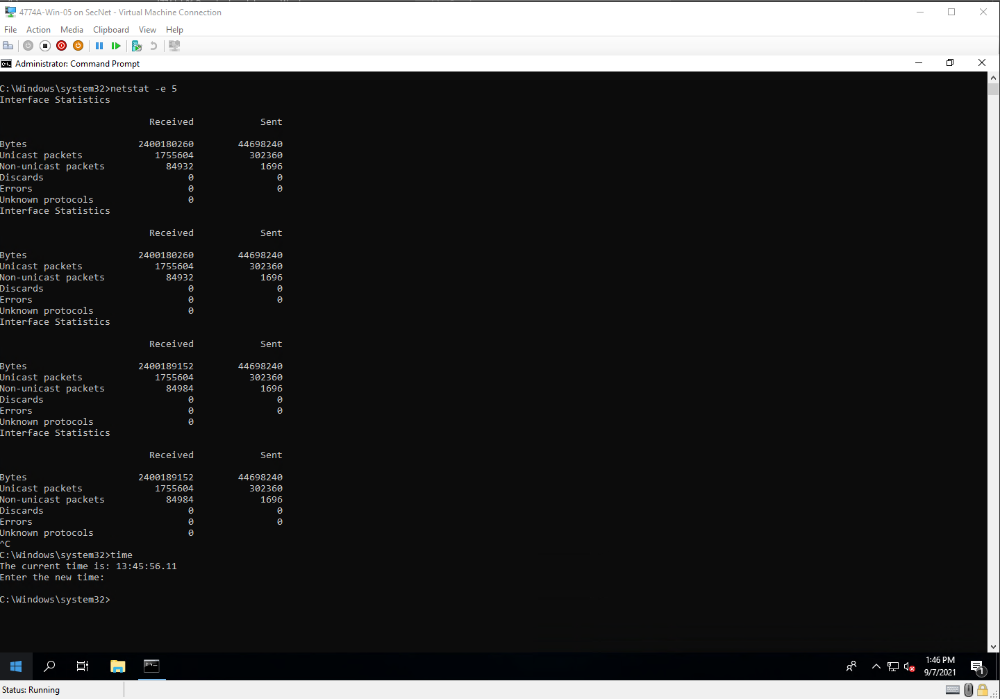 4774A-Win-05 on SecNet - Virtual Machine Connection
File Action Media Clipboard View Help
Administrator: Command Prompt
C:\Windows\system32>netstat -e 5
Interface Statistics
Received Sent
Bytes 2400180260 44698240
Unicast packets 1755604 302360
Non-unicast packets 84932 1696
Discards 0 0
Errors 0 0
Unknown protocols 0
Interface Statistics
Received Sent
Bytes 2400180260 44698240
Unicast packets 1755604 302360
Non-unicast packets 84932 1696
Discards 0 0
Errors 0 0
Unknown protocols 0
Interface Statistics
Received Sent
Bytes 2400189152 44698240
Unicast packets 1755604 302360
Non-unicast packets 84984 1696
Discards 0 0
Errors 0 0
Unknown protocols 0
Interface Statistics
Received Sent
Bytes 2400189152 44698240
Unicast packets 1755604 302360
Non-unicast packets 84984 1696
Discards 0 0
Errors 0 0
Unknown protocols 0
^C
C:\Windows\system32>time
The current time is: 13:45:56.11
Enter the new time:
C:\Windows\system32>
1:46 PM
9/7/2021
1
Status: Running